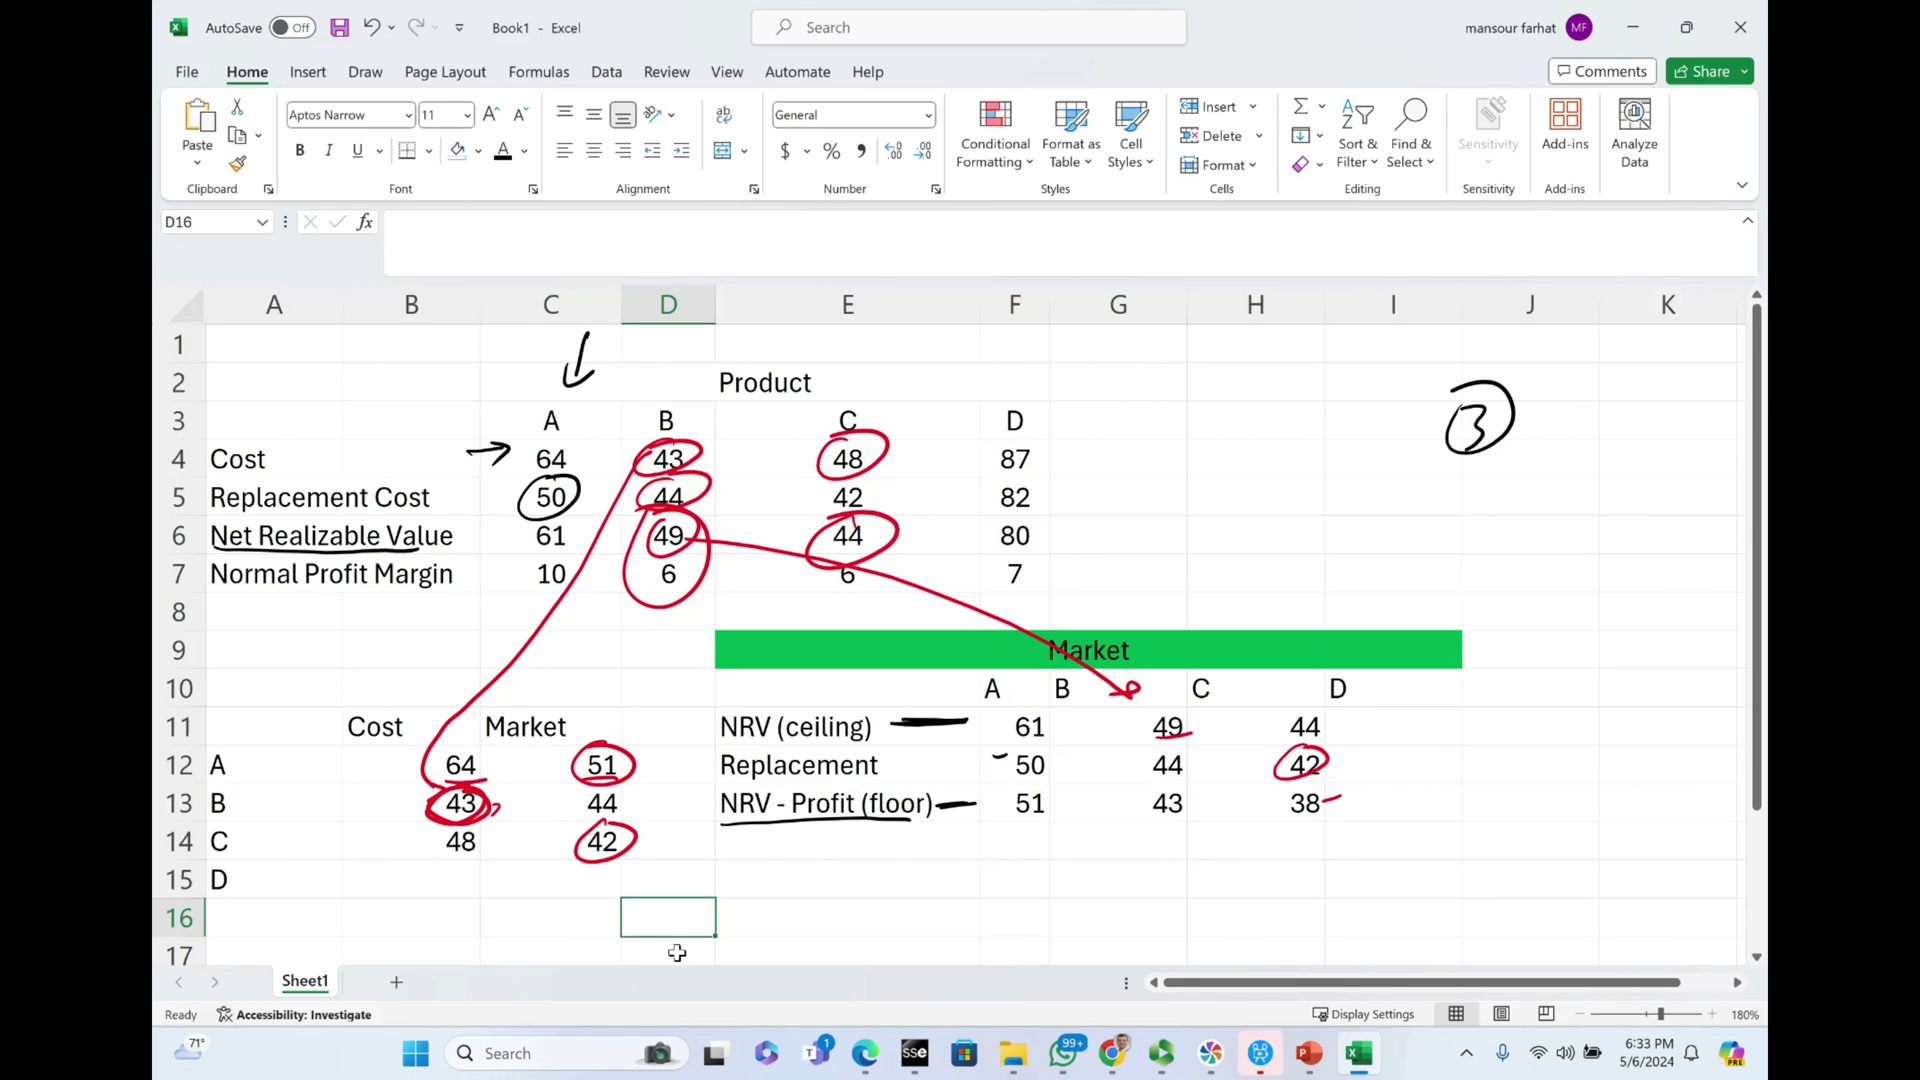 AutoSave Off Book1 - Excel Search mansour farhat MF
File Home Insert Draw Page Layout Formulas Data Review View Automate Help Comments Share
Aptos Narrow 11 ab General Insert Σ
Paste B I U A $ % , Conditional Formatting Format as Table Cell Styles Delete Format Sort & Filter Find & Select Sensitivity Add-ins Analyze Data
Clipboard Font Alignment Number Styles Cells Editing Sensitivity Add-ins
D16 fx
A B C D E F G H I J K
1
2 Product
3 A B C D 3
4 Cost 64 43 48 87
5 Replacement Cost 50 44 42 82
6 Net Realizable Value 61 49 44 80
7 Normal Profit Margin 10 6 6 7
8
9 Market
10 A B C D
11 Cost Market NRV (ceiling) 61 49 44
12 A 64 51 Replacement 50 44 42
13 B 43 44 NRV - Profit (floor) 51 43 38
14 C 48 42
15 D
16
17
Sheet1
Ready Accessibility: Investigate Display Settings 180%
71° Search 1 sse 99+ 6:33 PM PRE
5/6/2024